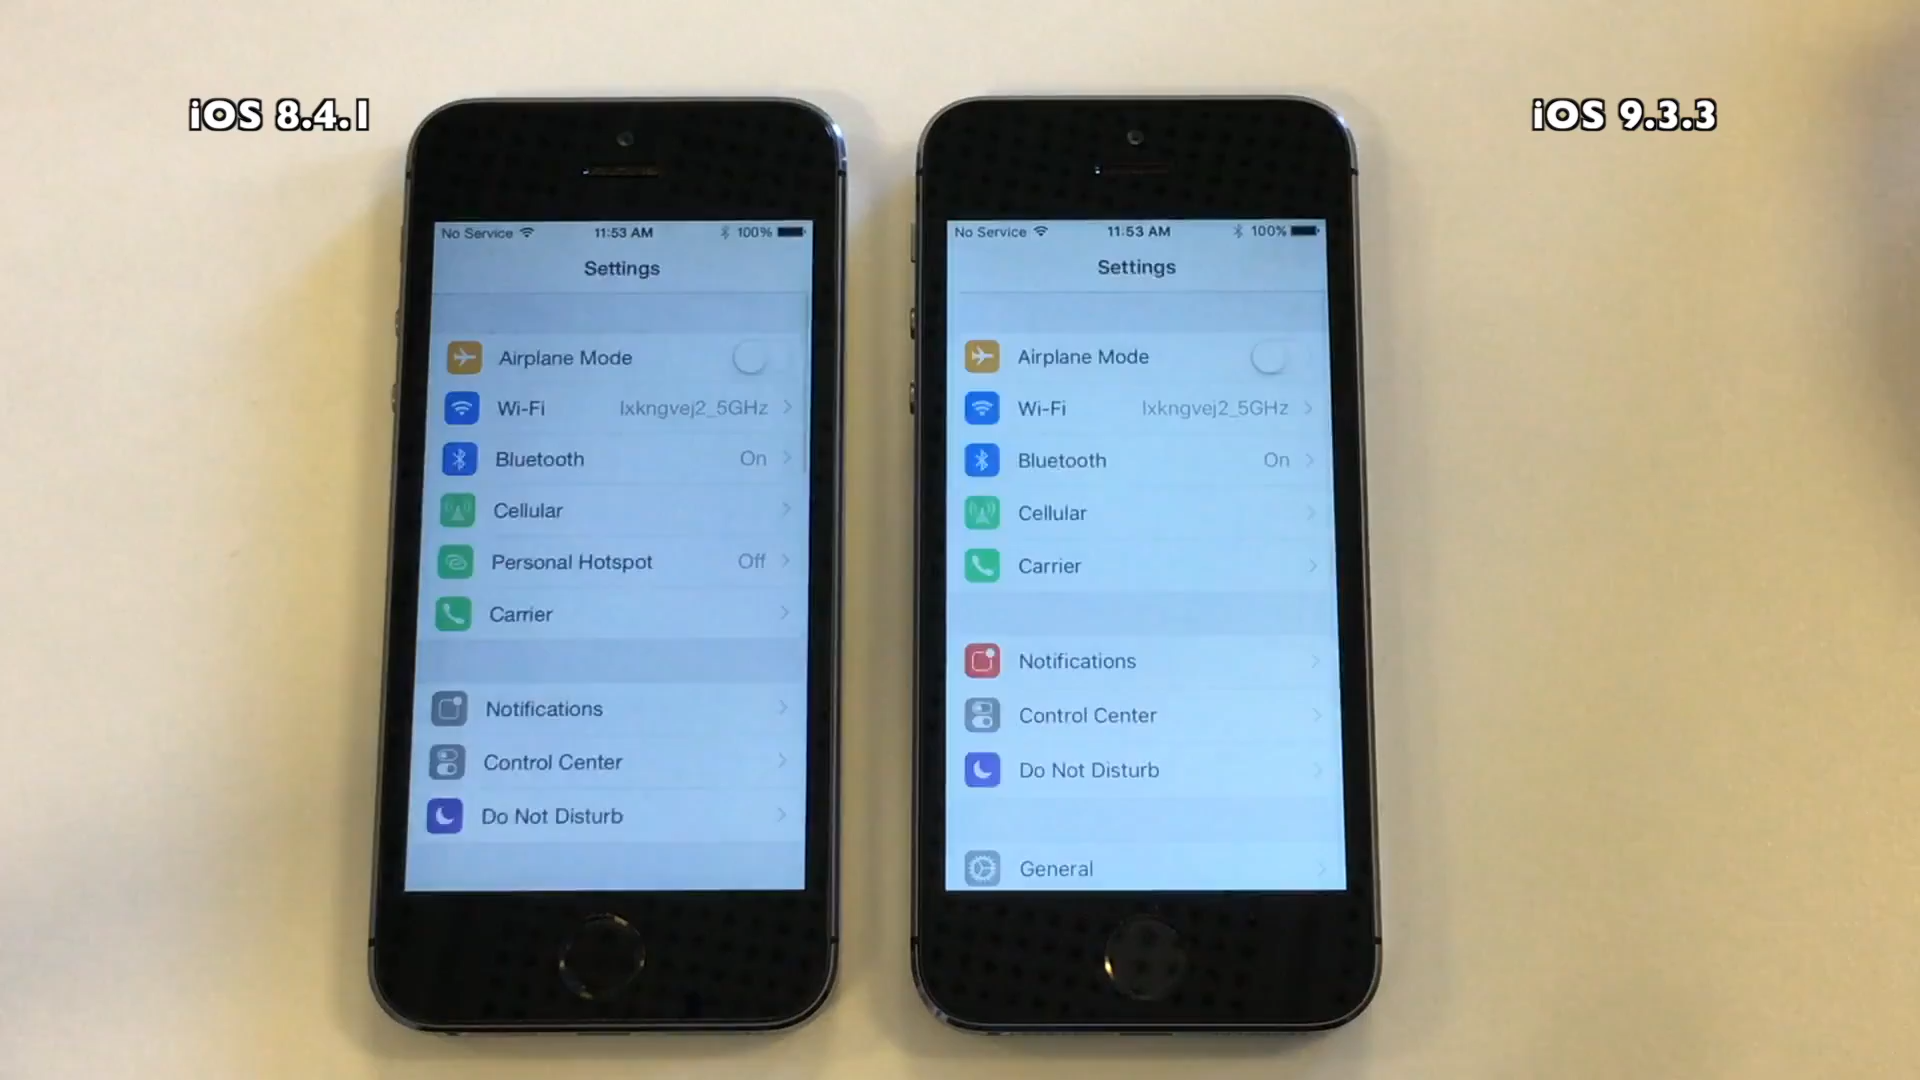 iOS 8.4.1
iOS 9.3.3
No Service 11:53 AM 100%
Settings
Airplane Mode
Wi-Fi lxkngvej2_5GHz
Bluetooth On
Cellular
Personal Hotspot Off
Carrier
Notifications
Control Center
Do Not Disturb
No Service 11:53 AM 100%
Settings
Airplane Mode
Wi-Fi lxkngvej2_5GHz
Bluetooth On
Cellular
Carrier
Notifications
Control Center
Do Not Disturb
General